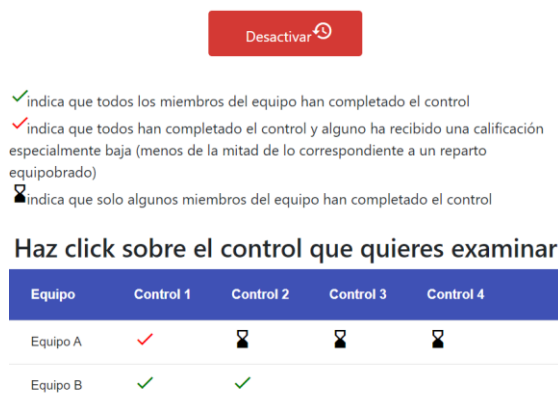 Desactivar
indica que todos los miembros del equipo han completado el control
indica que todos han completado el control y alguno ha recibido una calificación
especialmente baja (menos de la mitad de lo correspondiente a un reparto
equipobrado)
indica que solo algunos miembros del equipo han completado el control
Haz click sobre el control que quieres examinar
Equipo Control 1 Control 2 Control 3 Control 4
Equipo A
Equipo B